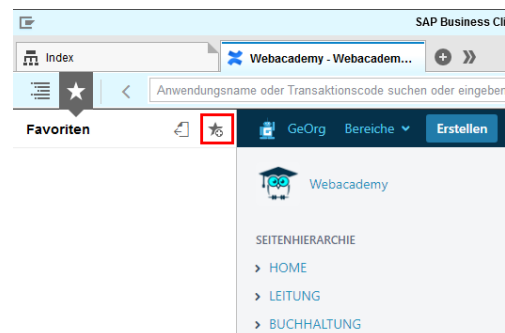 SAP Business Cli
Index
Webacademy - Webacadem...
Anwendungsname oder Transaktionscode suchen oder eingeben
Favoriten
GeOrg Bereiche Erstellen
Webacademy
SEITENHIERARCHIE
HOME
LEITUNG
BUCHHALTUNG